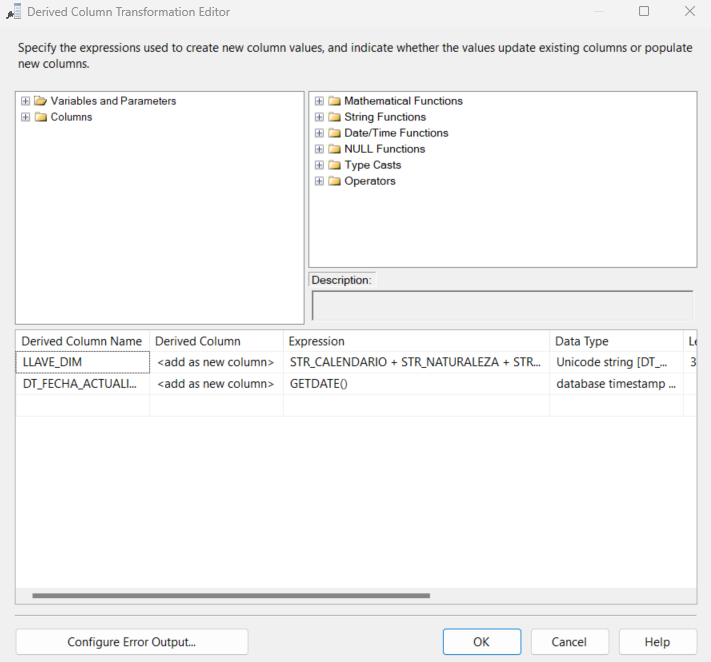 Derived Column Transformation Editor
Specify the expressions used to create new column values, and indicate whether the values update existing columns or populate
new columns.
Variables and Parameters
Columns
Mathematical Functions
String Functions
Date/Time Functions
NULL Functions
Type Casts
Operators
Description:
Derived Column Name Derived Column Expression Data Type Le
LLAVE_DIM <add as new column> STR_CALENDARIO + STR_NATURALEZA + STR... Unicode string [DT_... 3
DT_FECHA_ACTUALI... <add as new column> GETDATE() database timestamp ...
Configure Error Output... OK Cancel Help